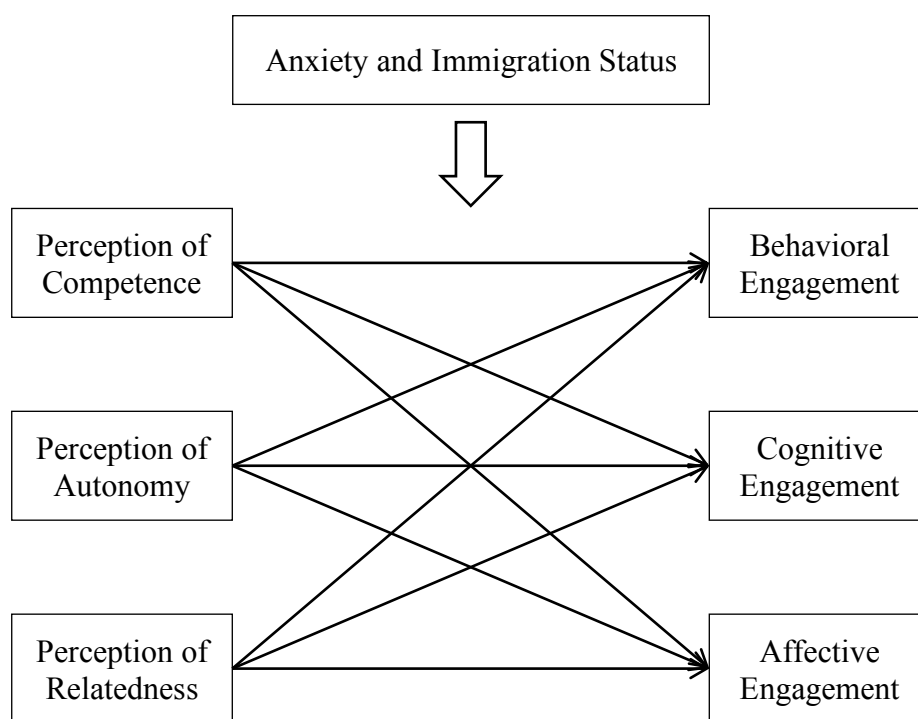 Anxiety and Immigration Status
Perception of
Competence
Behavioral
Engagement
Perception of
Autonomy
Cognitive
Engagement
Perception of
Relatedness
Affective
Engagement